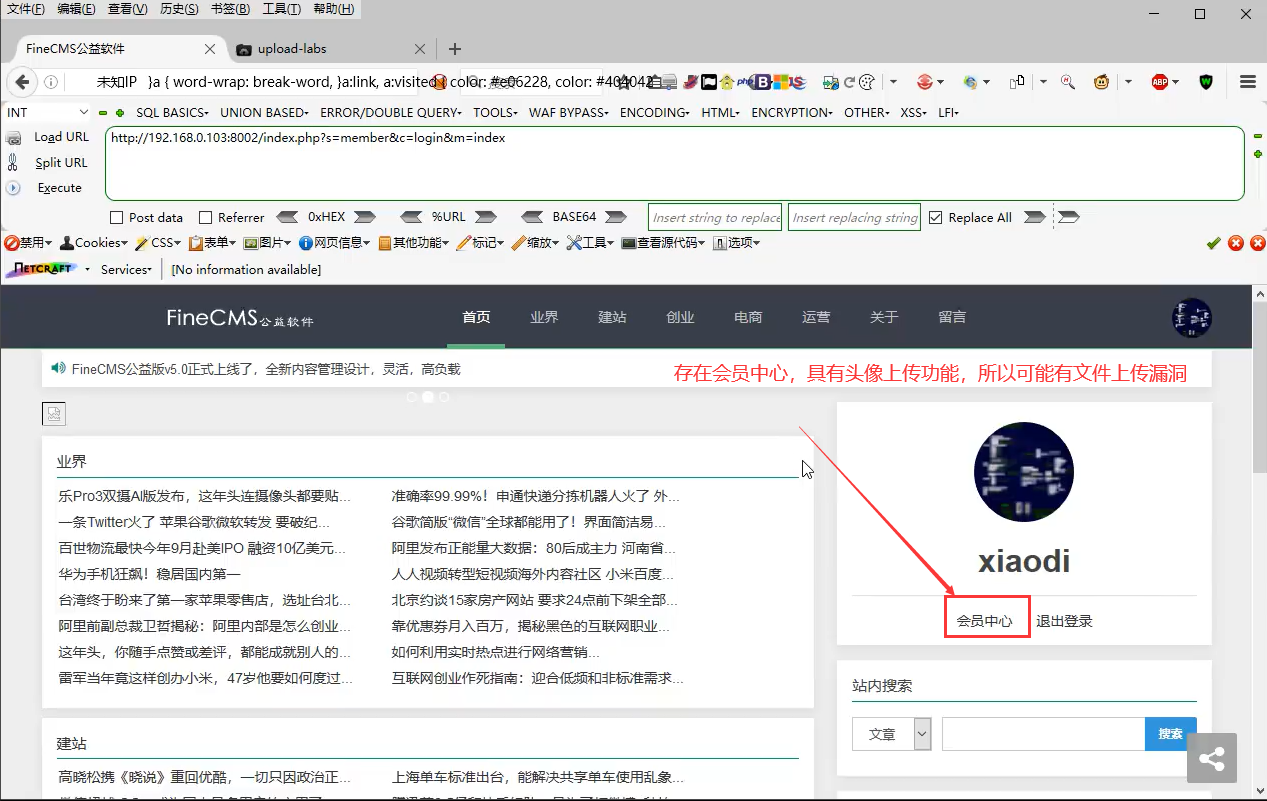 文件(F) 编辑(E) 查看(V) 历史(S) 书签(B) 工具(T) 帮助(H)
FineCMS公益软件
upload-labs
未知IP }a { word-wrap: break-word, }a:link, a:visited { color: #e06228, color: #404042
INT
SQL BASICS UNION BASED ERROR/DOUBLE QUERY TOOLS WAF BYPASS ENCODING HTML ENCRYPTION OTHER XSS LFI
Load URL
http://192.168.0.103:8002/index.php?s=member&c=login&m=index
Split URL
Execute
Post data Referrer 0xHEX %URL BASE64 Insert string to replace Insert replacing string Replace All
禁用 Cookies CSS 表单 图片 网页信息 其他功能 标记 缩放 工具 查看源代码 选项
NETCRAFT Services [No information available]
FineCMS公益软件 首页 业界 建站 创业 电商 运营 关于 留言
FineCMS公益版v5.0正式上线了，全新内容管理设计，灵活，高负载
存在会员中心，具有头像上传功能，所以可能有文件上传漏洞
业界
乐Pro3双摄AI版发布，这年头连摄像头都要贴...
准确率99.99%！申通快递分拣机器人火了 外...
一条Twitter火了 苹果谷歌微软转发 要破纪...
谷歌简版“微信”全球都能用了！界面简洁易...
百世物流最快今年9月赴美IPO 融资10亿美元...
阿里发布正能量大数据：80后成主力 河南省...
华为手机狂飙！稳居国内第一
人人视频转型短视频海外内容社区 小米百度...
台湾终于盼来了第一家苹果零售店，选址台北...
北京约谈15家房产网站 要求24点前下架全部...
阿里前副总裁卫哲揭秘：阿里内部是怎么创业...
靠优惠券月入百万，揭秘黑色的互联网职业...
这年头，你随手点赞或差评，都能成就别人的...
如何利用实时热点进行网络营销...
雷军当年竟这样创办小米，47岁他要如何度过...
互联网创业作死指南：迎合低频和非标准需求...
xiaodi
会员中心 退出登录
站内搜索
文章
搜索
建站
高晓松携《晓说》重回优酷，一切只因政治正...
上海单车标准出台，能解决共享单车使用乱象...